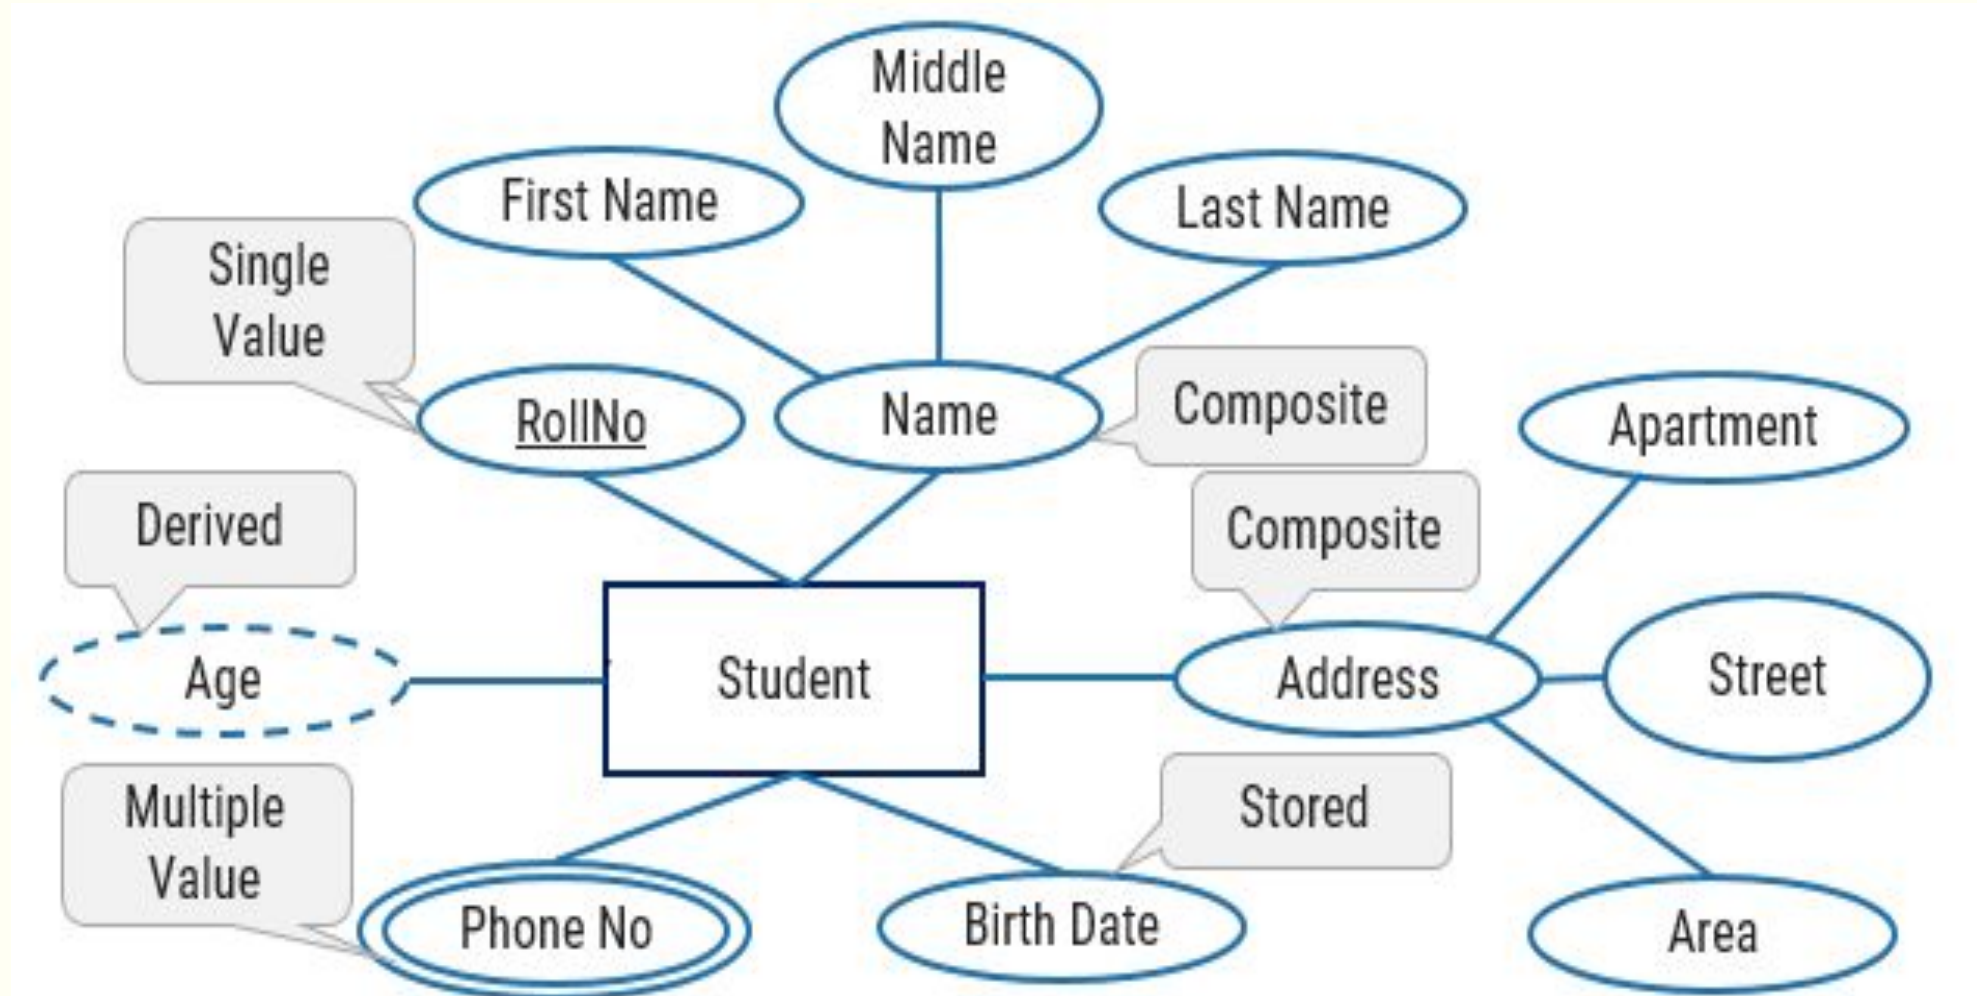 Middle
Name
First Name
Last Name
Single
Value
RollNo
Name
Composite
Apartment
Derived
Composite
Age
Student
Address
Street
Multiple
Value
Stored
Phone No
Birth Date
Area